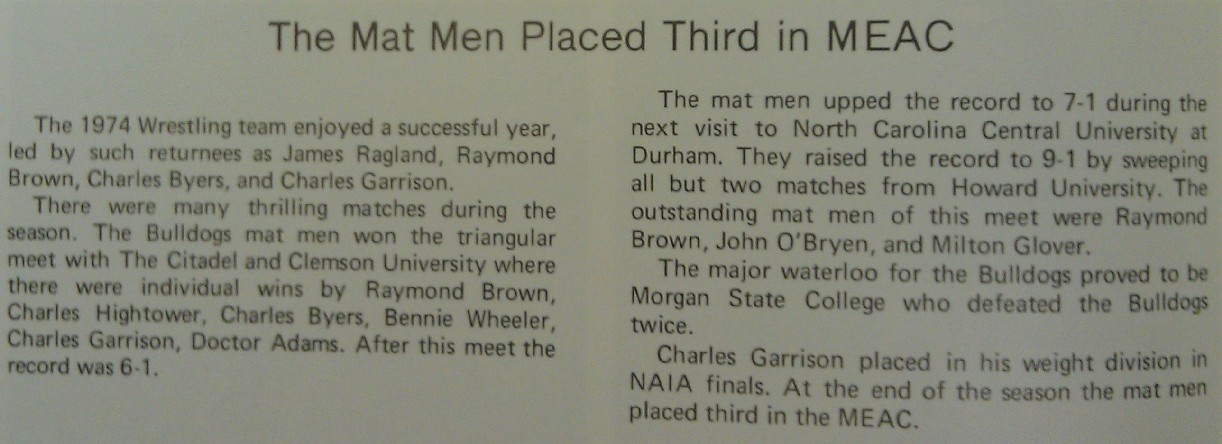 The Mat Men Placed Third in MEAC
The 1974 Wrestling team enjoyed a successful year,
led by such returnees as James Ragland, Raymond
Brown, Charles Byers, and Charles Garrison.
There were many thrilling matches during the
season. The Bulldogs mat men won the triangular
meet with The Citadel and Clemson University where
there were individual wins by Raymond Brown,
Charles Hightower, Charles Byers, Bennie Wheeler,
Charles Garrison, Doctor Adams. After this meet the
record was 6-1.
The mat men upped the record to 7-1 during the
next visit to North Carolina Central University at
Durham. They raised the record to 9-1 by sweeping
all but two matches from Howard University. The
outstanding mat men of this meet were Raymond
Brown, John O'Bryen, and Milton Glover.
The major waterloo for the Bulldogs proved to be
Morgan State College who defeated the Bulldogs
twice.
Charles Garrison placed in his weight division in
NAIA finals. At the end of the season the mat men
placed third in the MEAC.